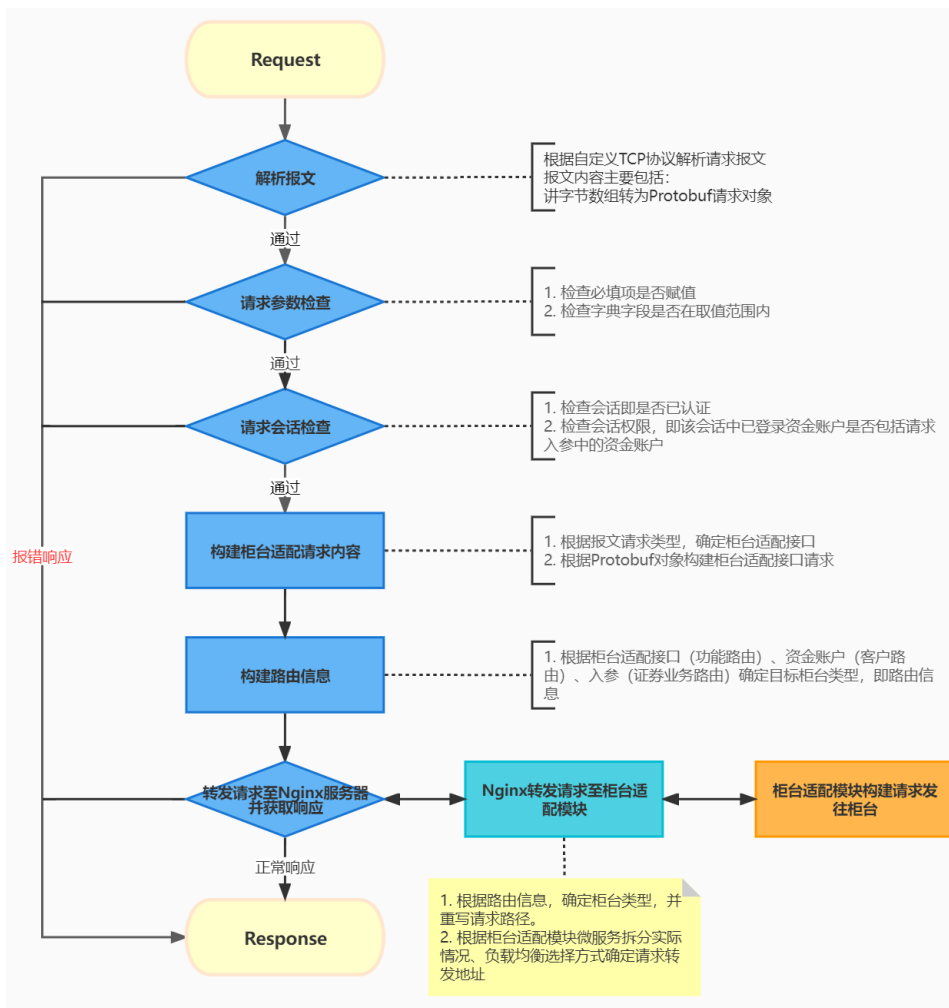 Request
解析报文
根据自定义TCP协议解析请求报文
报文内容主要包括：
讲字节数组转为Protobuf请求对象
通过
请求参数检查
1. 检查必填项是否赋值
2. 检查字典字段是否在取值范围内
通过
请求会话检查
1. 检查会话即是否已认证
2. 检查会话权限，即该会话中已登录资金账户是否包括请求
入参中的资金账户
通过
报错响应
构建柜台适配请求内容
1. 根据报文请求类型，确定柜台适配接口
2. 根据Protobuf对象构建柜台适配接口请求
构建路由信息
1. 根据柜台适配接口（功能路由）、资金账户（客户路
由）、入参（证券业务路由）确定目标柜台类型，即路由信
息
转发请求至Nginx服务器
并获取响应
Nginx转发请求至柜台适
配模块
柜台适配模块构建请求发
往柜台
正常响应
1. 根据路由信息，确定柜台类型，并
重写请求路径。
2. 根据柜台适配模块微服务拆分实际
情况、负载均衡选择方式确定请求转
发地址
Response